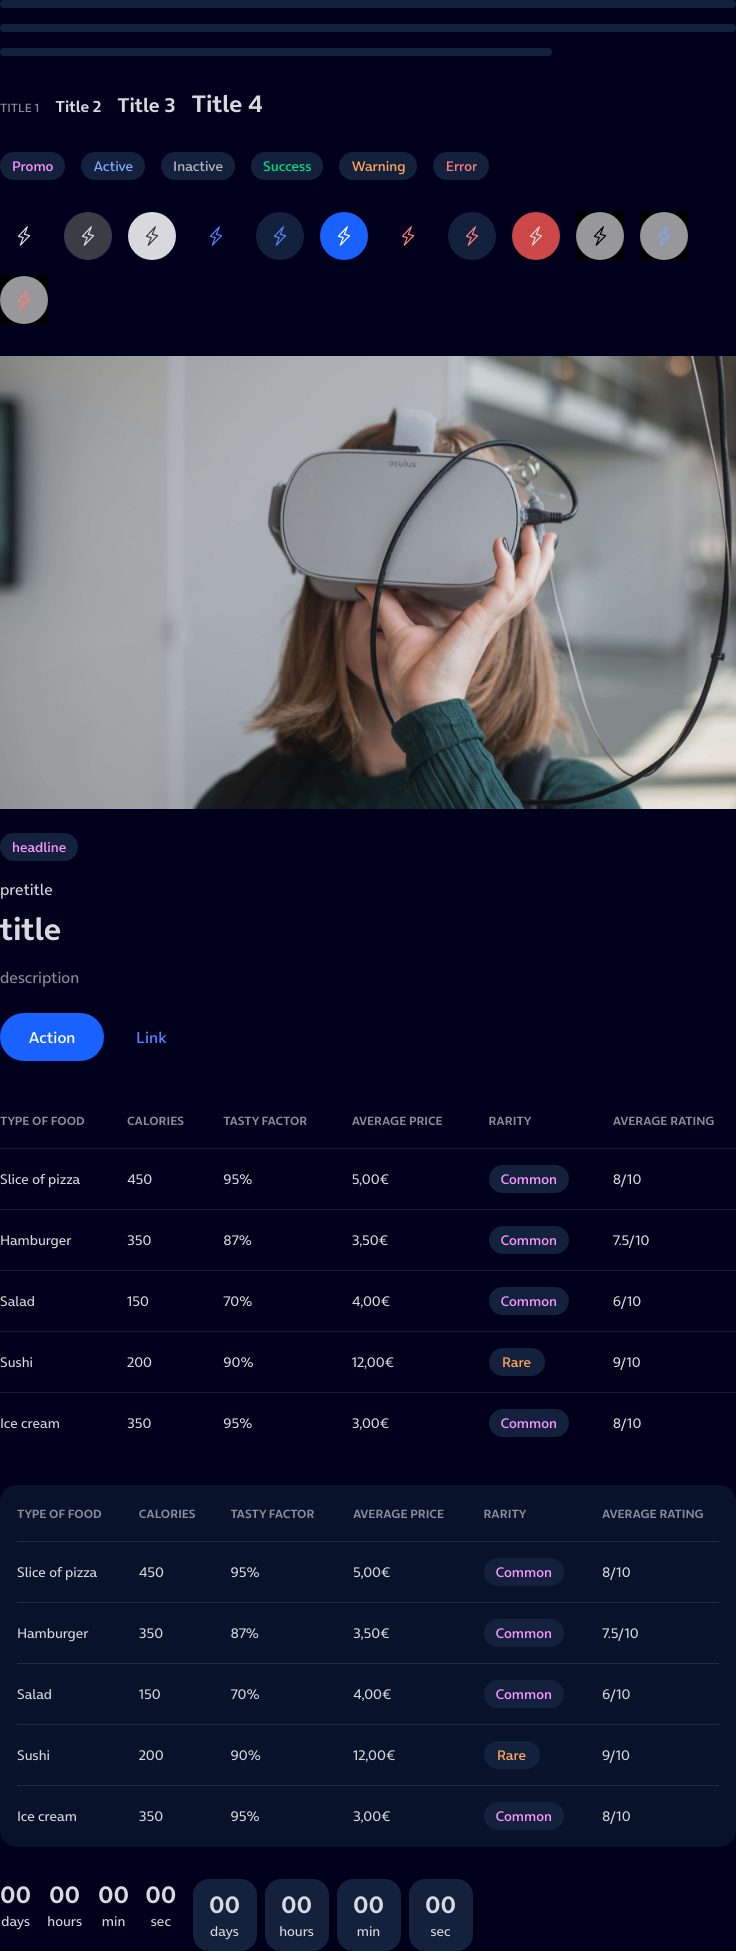 TITLE 1 Title 2 Title 3 Title 4
Promo Active Inactive Success Warning Error
oculus
headline
pretitle
title
description
Action Link
TYPE OF FOOD CALORIES TASTY FACTOR AVERAGE PRICE RARITY AVERAGE RATING
Slice of pizza 450 95% 5,00€ Common 8/10
Hamburger 350 87% 3,50€ Common 7.5/10
Salad 150 70% 4,00€ Common 6/10
Sushi 200 90% 12,00€ Rare 9/10
Ice cream 350 95% 3,00€ Common 8/10
TYPE OF FOOD CALORIES TASTY FACTOR AVERAGE PRICE RARITY AVERAGE RATING
Slice of pizza 450 95% 5,00€ Common 8/10
Hamburger 350 87% 3,50€ Common 7.5/10
Salad 150 70% 4,00€ Common 6/10
Sushi 200 90% 12,00€ Rare 9/10
Ice cream 350 95% 3,00€ Common 8/10
00 00 00 00 00 00 00 00
days hours min sec days hours min sec